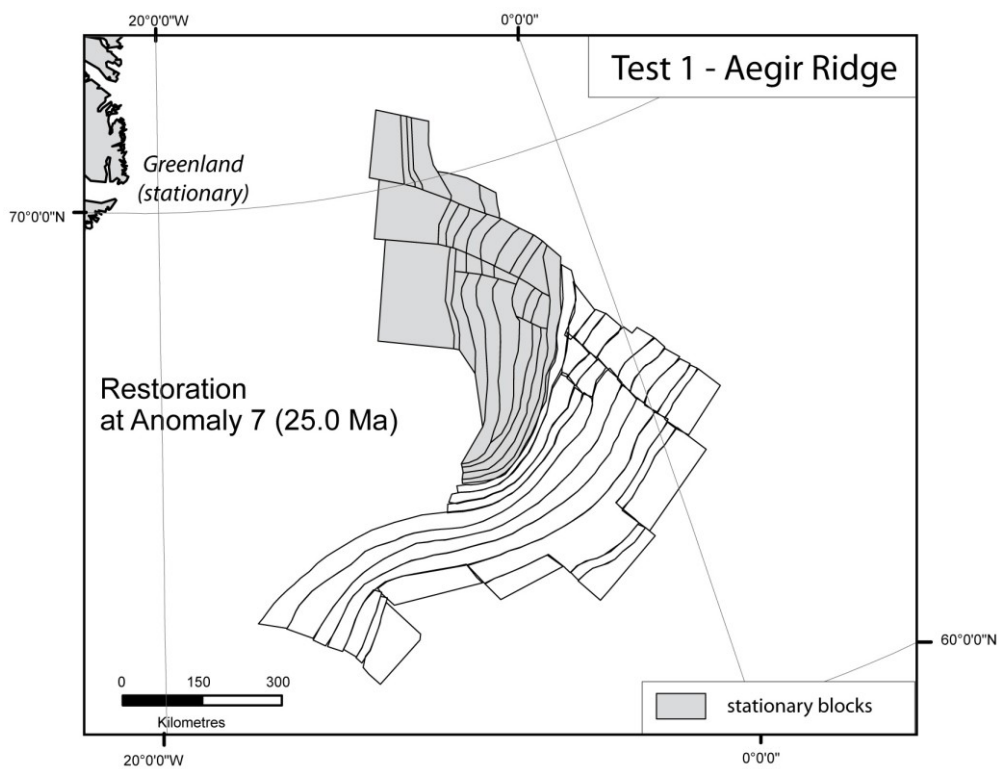 20°0'0"W
0°0'0"
Test 1 - Aegir Ridge
Greenland
(stationary)
70°0'0"N
Restoration
at Anomaly 7 (25.0 Ma)
60°0'0"N
0 150 300
Kilometres
stationary blocks
20°0'0"W
0°0'0"